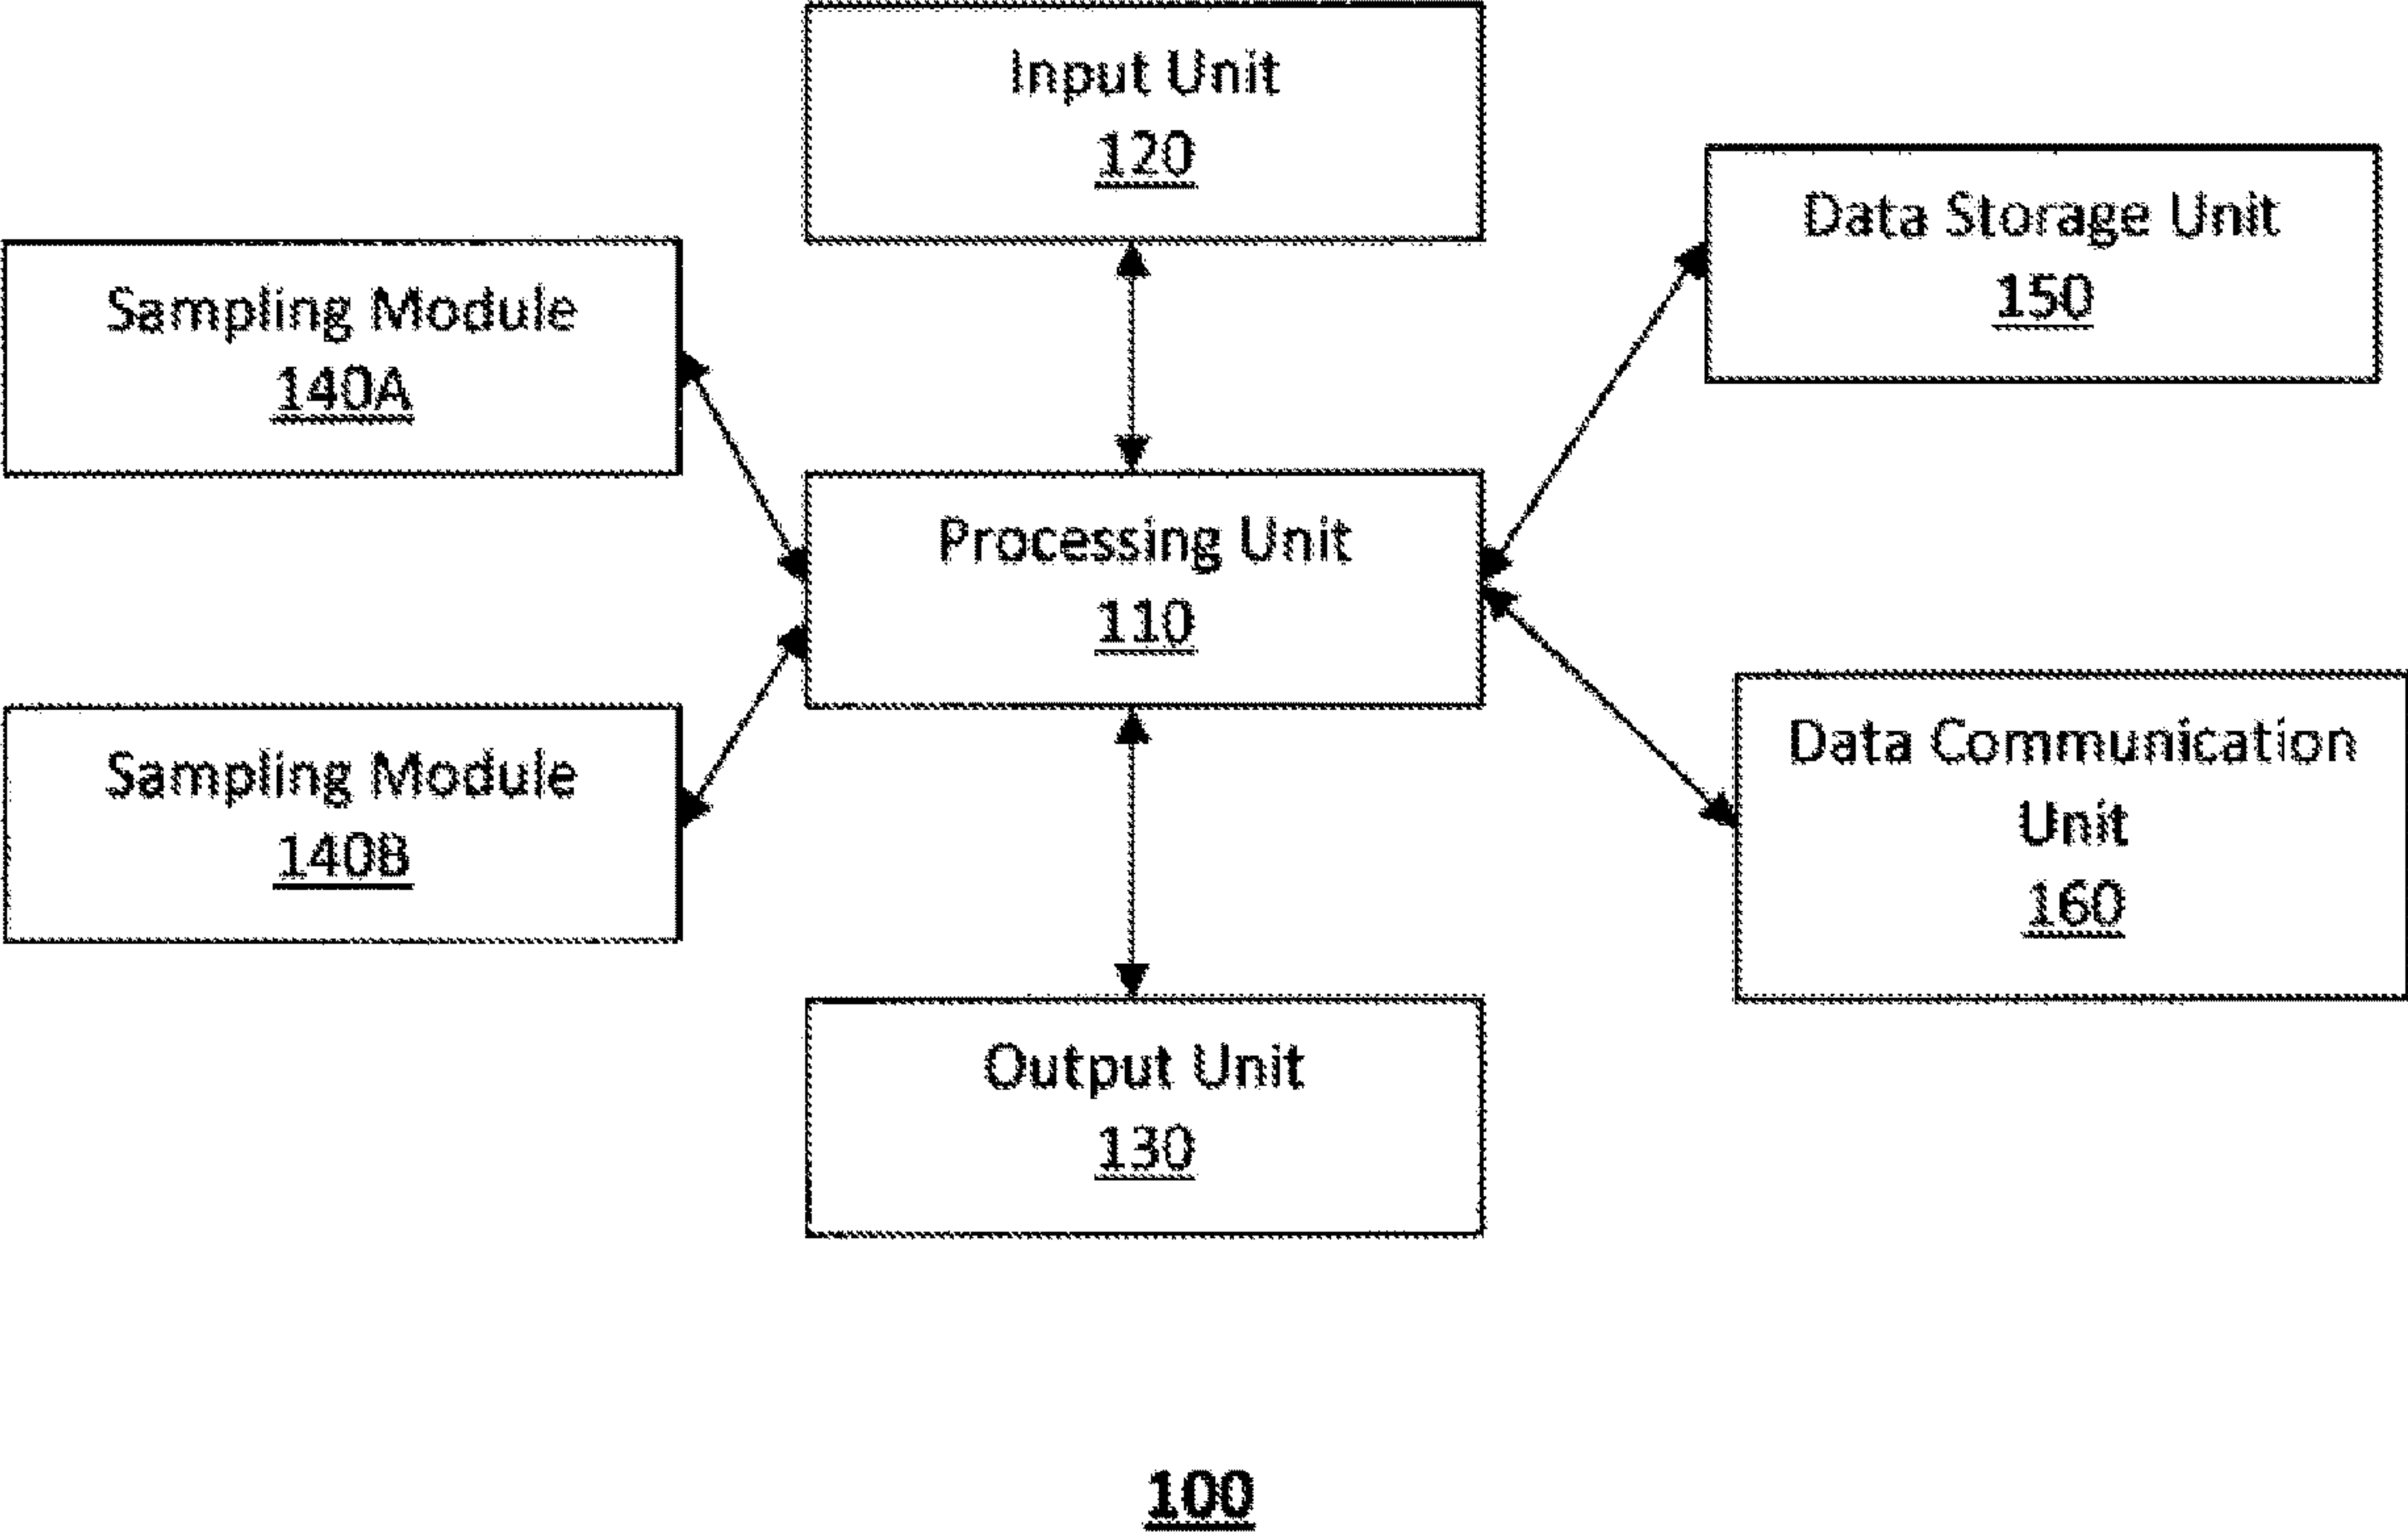 Input Unit
120
Data Storage Unit
150
Sampling Module
140A
Processing Unit
110
Sampling Module
140B
Data Communication
Unit
160
Output Unit
130
100